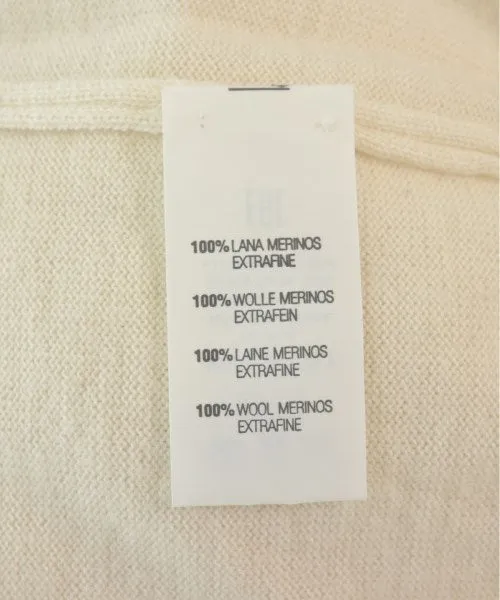 100% LANA MERINOS
EXTRAFINE
100% WOLLE MERINOS
EXTRAFEIN
100% LAINE MERINOS
EXTRAFINE
100% WOOL MERINOS
EXTRAFINE